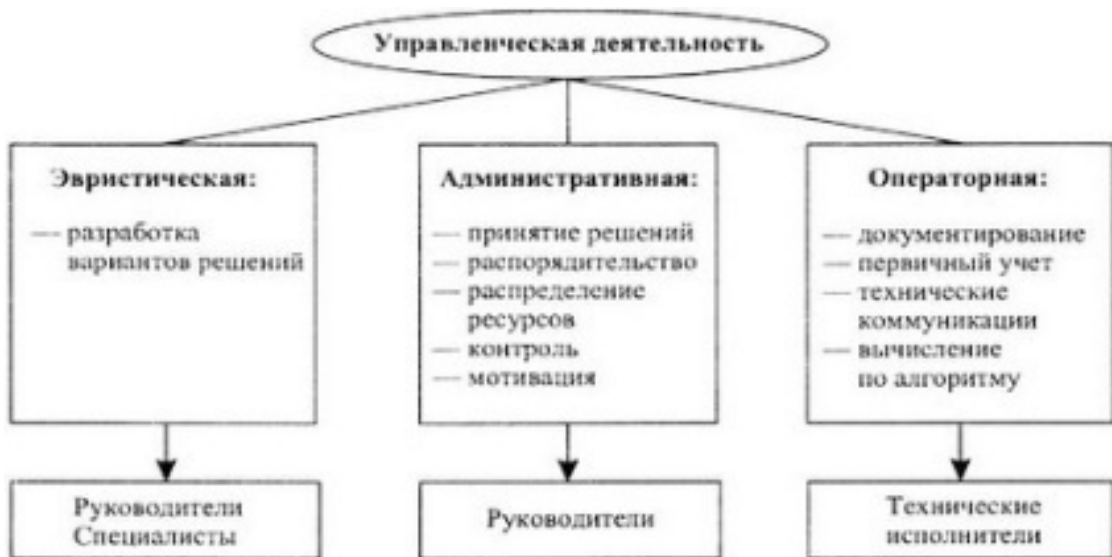 Управленческая деятельность
Эвристическая:
— разработка
вариантов решений
Административная:
— принятие решений
— распорядительство
— распределение
ресурсов
— контроль
— мотивация
Операторная:
— документирование
— первичный учет
— технические
коммуникации
— вычисление
по алгоритму
Руководители
Специалисты
Руководители
Технические
исполнители